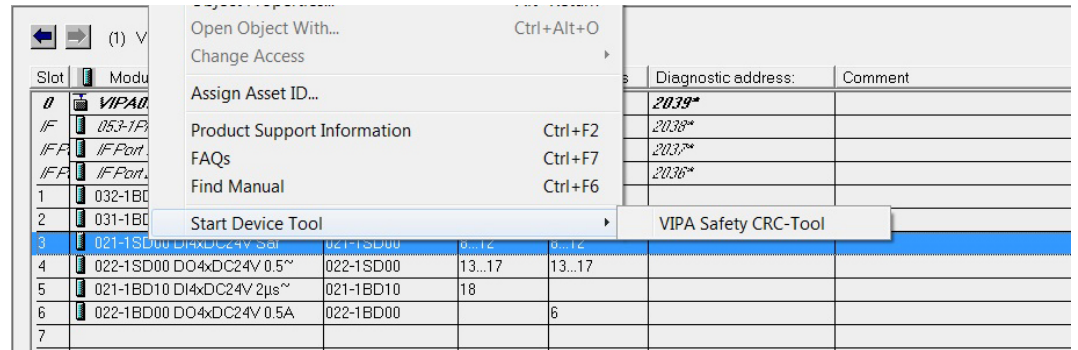 Open Object With... Ctrl+Alt+O
(1) V
Change Access
Slot Modu s Diagnostic address: Comment
Assign Asset ID...
0 VIPA0 2039*
IF 053-1P 2038*
Product Support Information Ctrl+F2
IF P IF Port 2037*
FAQs Ctrl+F7
IF P IF Port 2036*
Find Manual Ctrl+F6
1 032-1BD
2 031-1BD
Start Device Tool VIPA Safety CRC-Tool
3 021-1SD00 DI4xDC24V Saf 021-1SD00 8...12 8...12
4 022-1SD00 DO4xDC24V 0.5~ 022-1SD00 13...17 13...17
5 021-1BD10 DI4xDC24V 2µs~ 021-1BD10 18
6 022-1BD00 DO4xDC24V 0.5A 022-1BD00 6
7